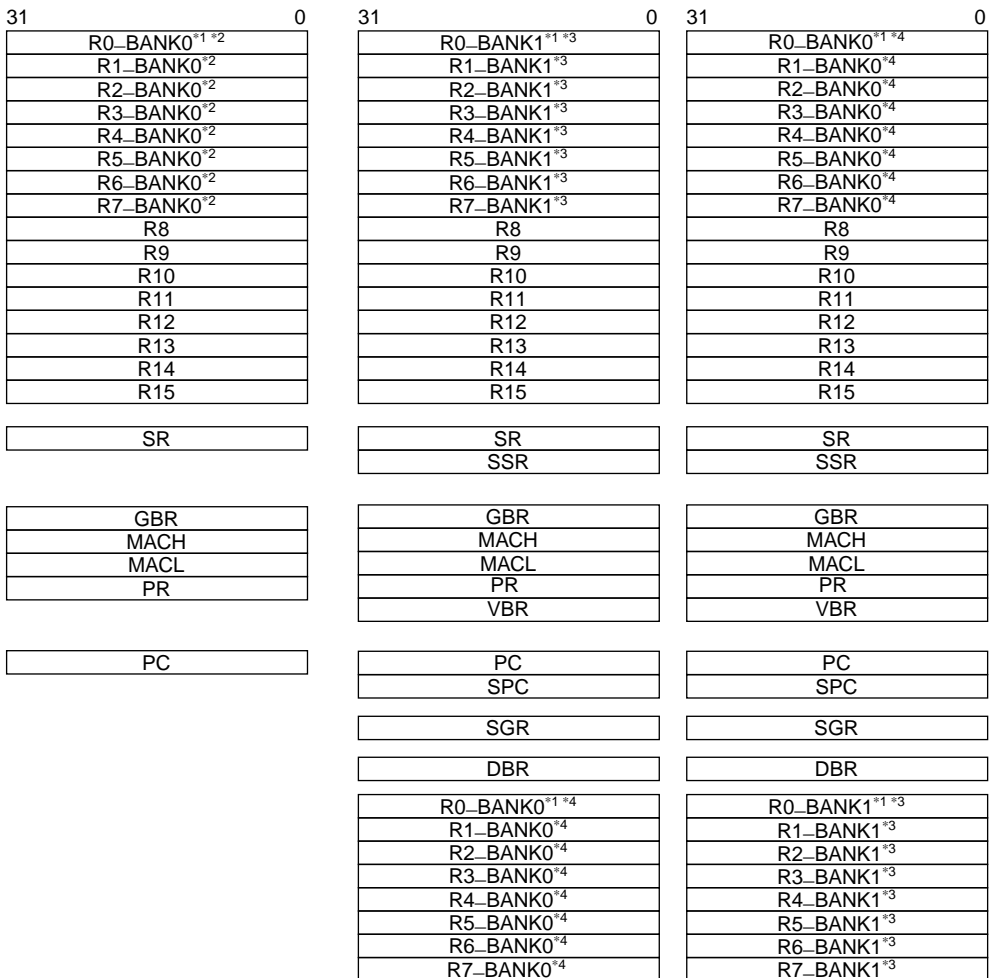 31 0 31 0 31 0
R0_BANK0*1 *2 R0_BANK1*1 *3 R0_BANK0*1 *4
R1_BANK0*2 R1_BANK1*3 R1_BANK0*4
R2_BANK0*2 R2_BANK1*3 R2_BANK0*4
R3_BANK0*2 R3_BANK1*3 R3_BANK0*4
R4_BANK0*2 R4_BANK1*3 R4_BANK0*4
R5_BANK0*2 R5_BANK1*3 R5_BANK0*4
R6_BANK0*2 R6_BANK1*3 R6_BANK0*4
R7_BANK0*2 R7_BANK1*3 R7_BANK0*4
R8 R8 R8
R9 R9 R9
R10 R10 R10
R11 R11 R11
R12 R12 R12
R13 R13 R13
R14 R14 R14
R15 R15 R15
SR SR SR
SSR SSR
GBR GBR GBR
MACH MACH MACH
MACL MACL MACL
PR PR PR
VBR VBR
PC PC PC
SPC SPC
SGR SGR
DBR DBR
R0_BANK0*1 *4 R0_BANK1*1 *3
R1_BANK0*4 R1_BANK1*3
R2_BANK0*4 R2_BANK1*3
R3_BANK0*4 R3_BANK1*3
R4_BANK0*4 R4_BANK1*3
R5_BANK0*4 R5_BANK1*3
R6_BANK0*4 R6_BANK1*3
R7_BANK0*4 R7_BANK1*3